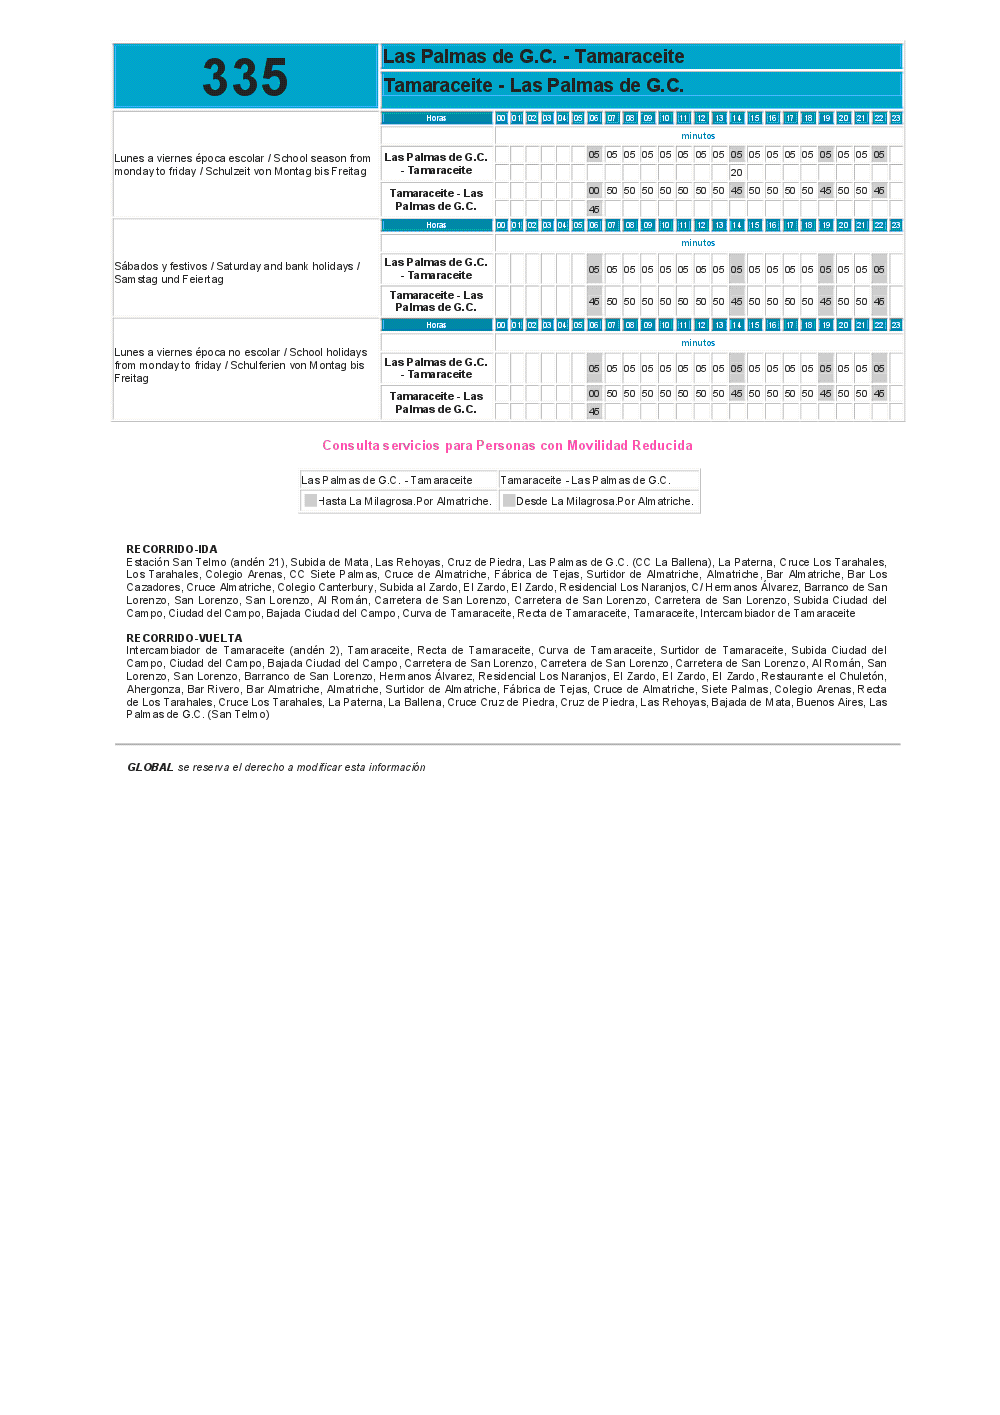 335
Las Palmas de G.C. - Tamaraceite
Tamaraceite - Las Palmas de G.C.
Lunes a viernes época escolar / School season from
monday to friday / Schulzeit von Montag bis Freitag
Horas 00 01 02 03 04 05 06 07 08 09 10 11 12 13 14 15 16 17 18 19 20 21 22 23
minutos
Las Palmas de G.C.
- Tamaraceite
05 05 05 05 05 05 05 05 05 05 05 05 05 05 05 05 05
20
Tamaraceite - Las
Palmas de G.C.
00 50 50 50 50 50 50 50 45 50 50 50 50 45 50 50 45
45
Sábados y festivos / Saturday and bank holidays /
Samstag und Feiertag
Horas 00 01 02 03 04 05 06 07 08 09 10 11 12 13 14 15 16 17 18 19 20 21 22 23
minutos
Las Palmas de G.C.
- Tamaraceite
05 05 05 05 05 05 05 05 05 05 05 05 05 05 05 05 05
Tamaraceite - Las
Palmas de G.C.
45 50 50 50 50 50 50 50 45 50 50 50 50 45 50 50 45
Lunes a viernes época no escolar / School holidays
from monday to friday / Schulferien von Montag bis
Freitag
Horas 00 01 02 03 04 05 06 07 08 09 10 11 12 13 14 15 16 17 18 19 20 21 22 23
minutos
Las Palmas de G.C.
- Tamaraceite
05 05 05 05 05 05 05 05 05 05 05 05 05 05 05 05 05
Tamaraceite - Las
Palmas de G.C.
00 50 50 50 50 50 50 50 45 50 50 50 50 45 50 50 45
45
Consulta servicios para Personas con Movilidad Reducida
Las Palmas de G.C. - Tamaraceite
Tamaraceite - Las Palmas de G.C.
Hasta La Milagrosa.Por Almatriche.
Desde La Milagrosa.Por Almatriche.
RECORRIDO-IDA
Estación San Telmo (andén 21), Subida de Mata, Las Rehoyas, Cruz de Piedra, Las Palmas de G.C. (CC La Ballena), La Paterna, Cruce Los Tarahales,
Los Tarahales, Colegio Arenas, CC Siete Palmas, Cruce de Almatriche, Fábrica de Tejas, Surtidor de Almatriche, Almatriche, Bar Almatriche, Bar Los
Cazadores, Cruce Almatriche, Colegio Canterbury, Subida al Zardo, El Zardo, El Zardo, Residencial Los Naranjos, C/ Hermanos Álvarez, Barranco de San
Lorenzo, San Lorenzo, San Lorenzo, Al Román, Carretera de San Lorenzo, Carretera de San Lorenzo, Carretera de San Lorenzo, Subida Ciudad del
Campo, Ciudad del Campo, Bajada Ciudad del Campo, Curva de Tamaraceite, Recta de Tamaraceite, Tamaraceite, Intercambiador de Tamaraceite
RECORRIDO-VUELTA
Intercambiador de Tamaraceite (andén 2), Tamaraceite, Recta de Tamaraceite, Curva de Tamaraceite, Surtidor de Tamaraceite, Subida Ciudad del
Campo, Ciudad del Campo, Bajada Ciudad del Campo, Carretera de San Lorenzo, Carretera de San Lorenzo, Carretera de San Lorenzo, Al Román, San
Lorenzo, San Lorenzo, Barranco de San Lorenzo, Hermanos Álvarez, Residencial Los Naranjos, El Zardo, El Zardo, El Zardo, Restaurante el Chuletón,
Ahergonza, Bar Rivero, Bar Almatriche, Almatriche, Surtidor de Almatriche, Fábrica de Tejas, Cruce de Almatriche, Siete Palmas, Colegio Arenas, Recta
de Los Tarahales, Cruce Los Tarahales, La Paterna, La Ballena, Cruce Cruz de Piedra, Cruz de Piedra, Las Rehoyas, Bajada de Mata, Buenos Aires, Las
Palmas de G.C. (San Telmo)
GLOBAL se reserva el derecho a modificar esta información